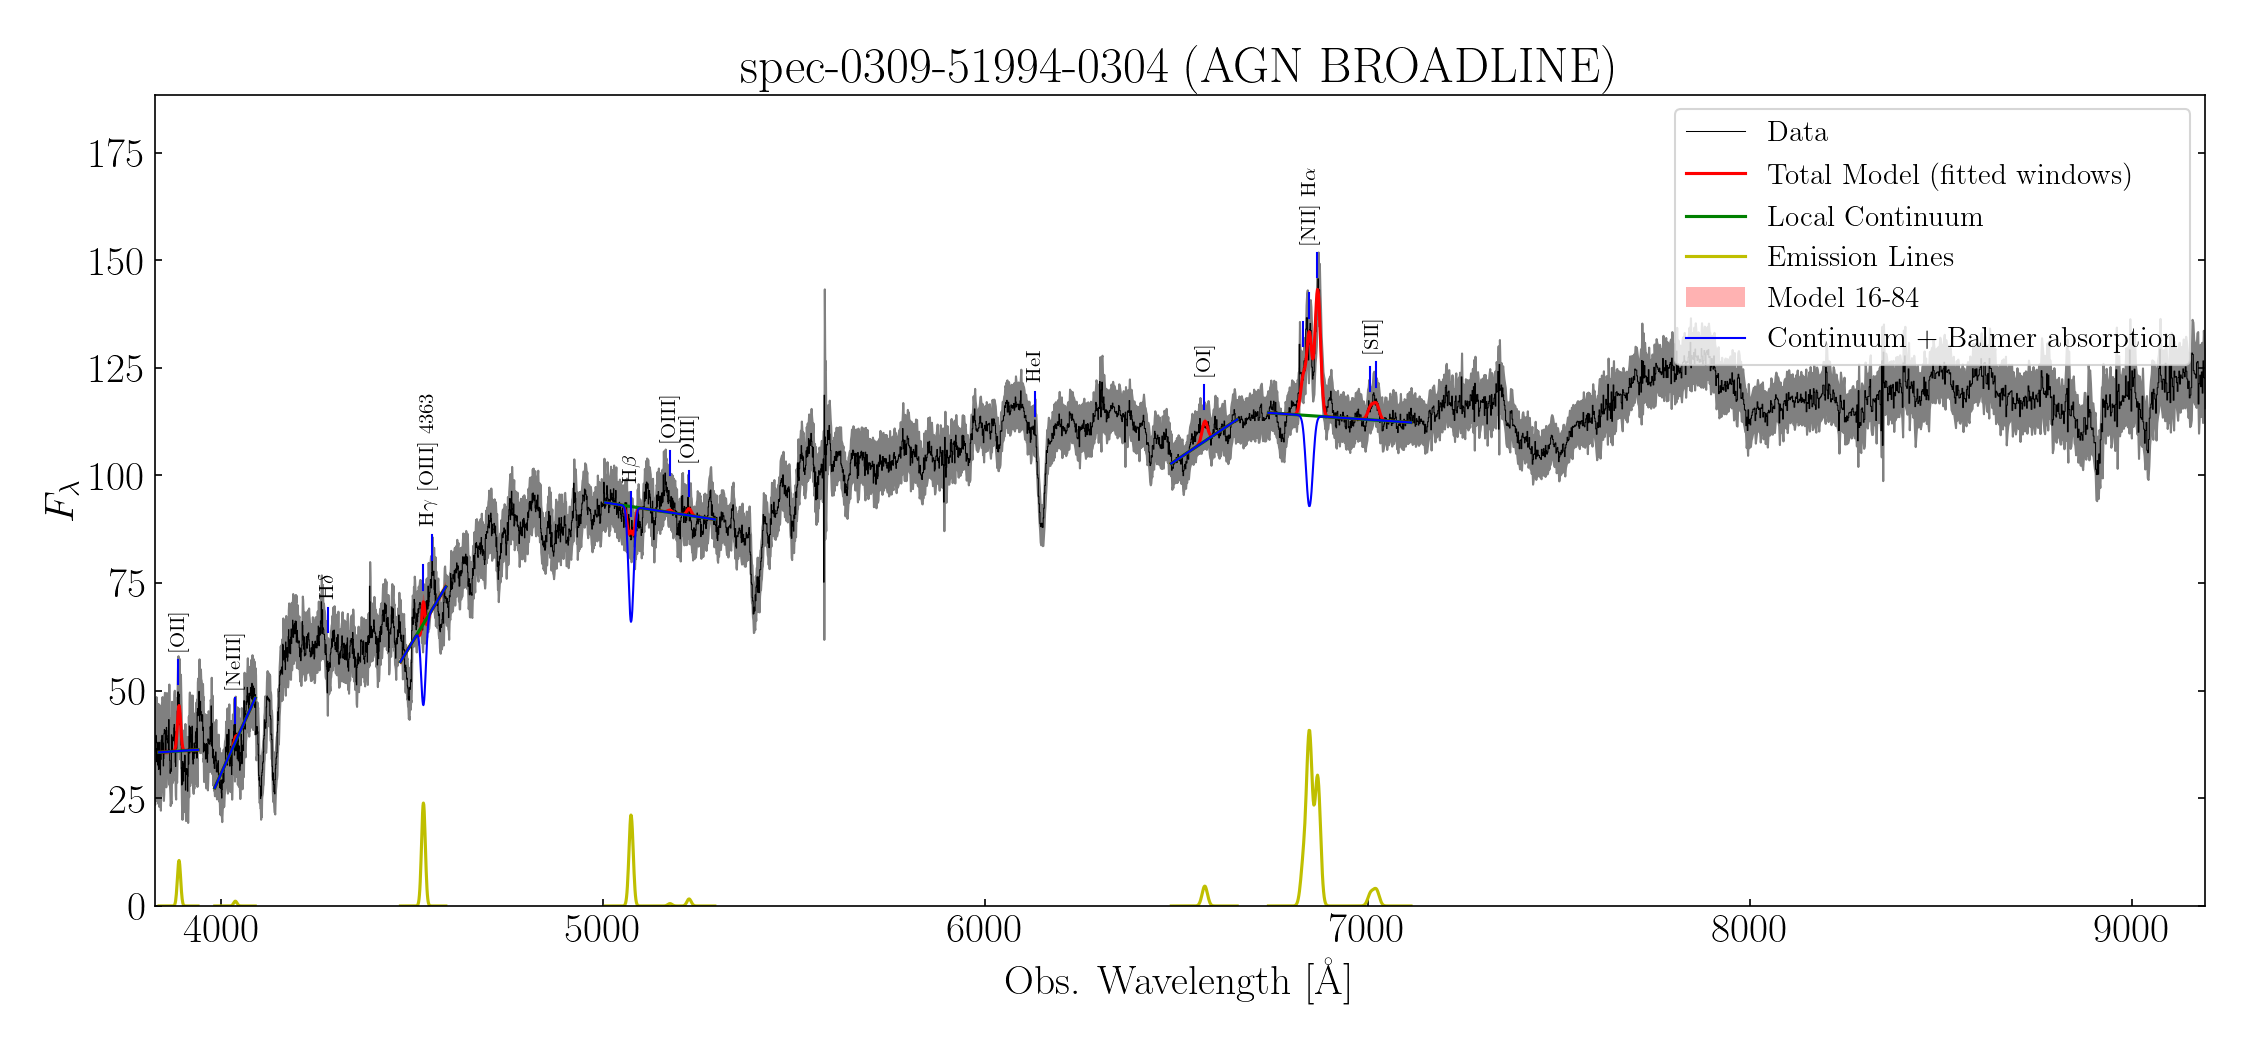 spec-0309-51994-0304 (AGN BROADLINE)
Data
Total Model (fitted windows)
Local Continuum
Emission Lines
Model 16-84
Continuum + Balmer absorption
175
150
125
100
75
50
25
0
Fλ
[OII]
[NeIII]
Hδ
Hγ [OIII] 4363
Hβ
[OIII]
[OIII]
HeI
[OI]
[NII] Hα
[SII]
4000 5000 6000 7000 8000 9000
Obs. Wavelength [Å]